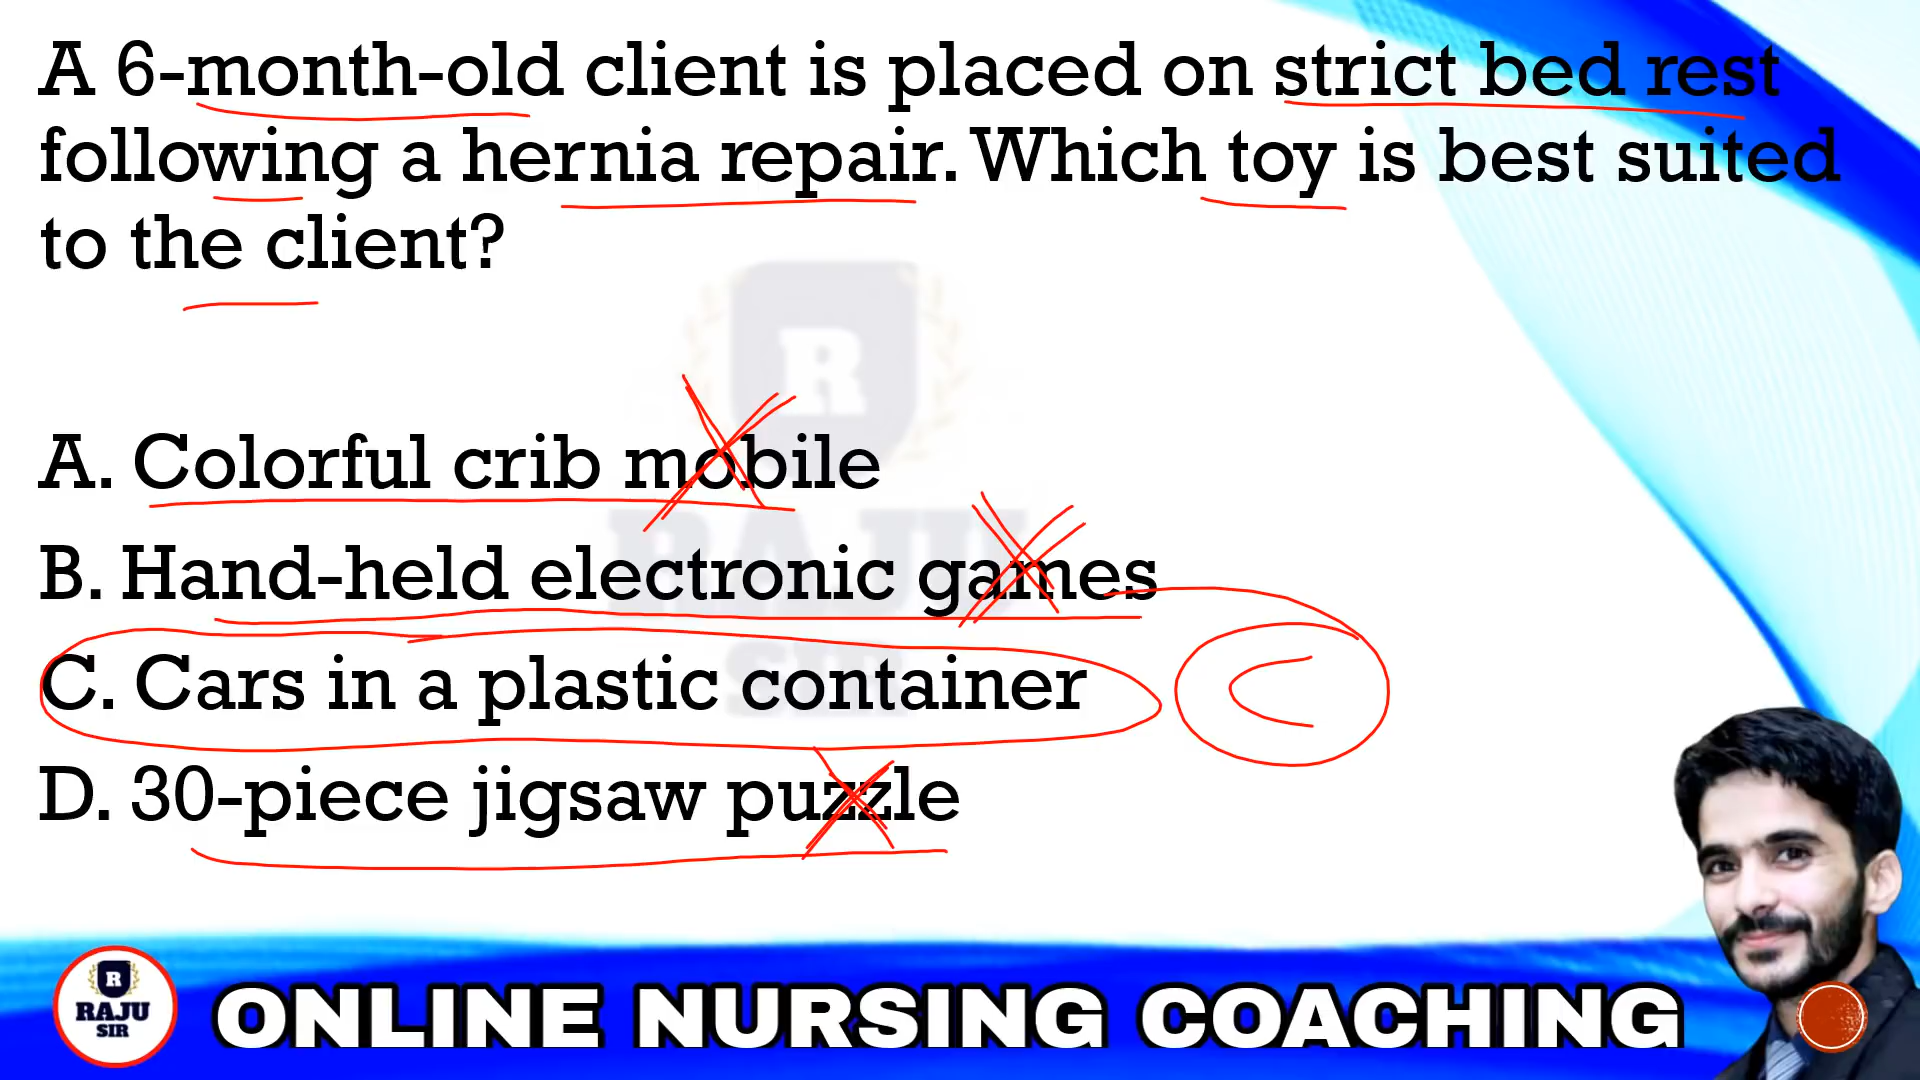 A 6-month-old client is placed on strict bed rest
following a hernia repair. Which toy is best suited
to the client?
R
RAJU
SIR
A. Colorful crib mobile
B. Hand-held electronic games
C. Cars in a plastic container
C
D. 30-piece jigsaw puzzle
R
RAJU
SIR
ONLINE NURSING COACHING